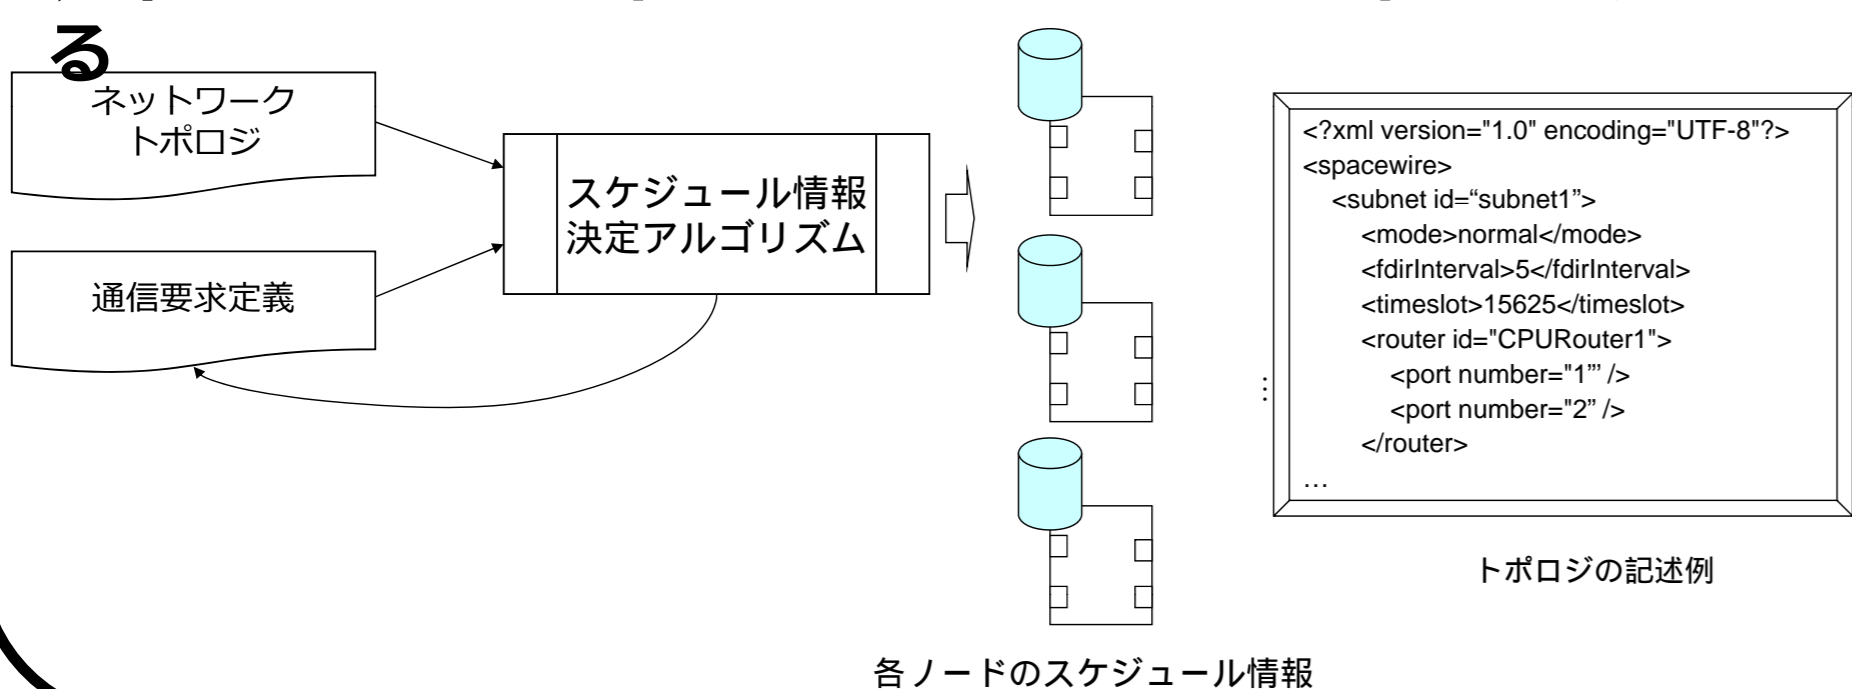 る
ネットワーク
トポロジ
通信要求定義
スケジュール情報
決定アルゴリズム
<?xml version="1.0" encoding="UTF-8"?>
<spacewire>
<subnet id=“subnet1”>
<mode>normal</mode>
<fdirInterval>5</fdirInterval>
<timeslot>15625</timeslot>
<router id="CPURouter1">
<port number="1”’ />
<port number="2” />
</router>
…
…
トポロジの記述例
各ノードのスケジュール情報